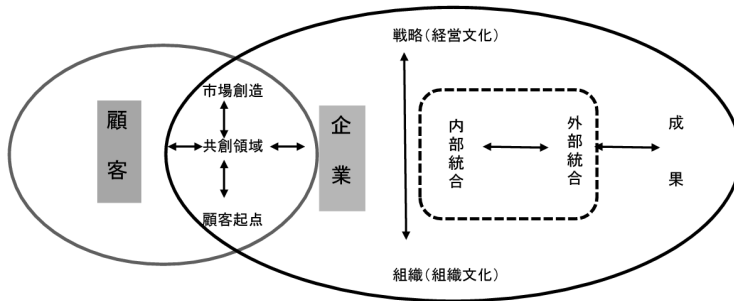 戦略(経営文化)
市場創造
顧客
共創領域
企業
内部統合
外部統合
成果
顧客起点
組織(組織文化)